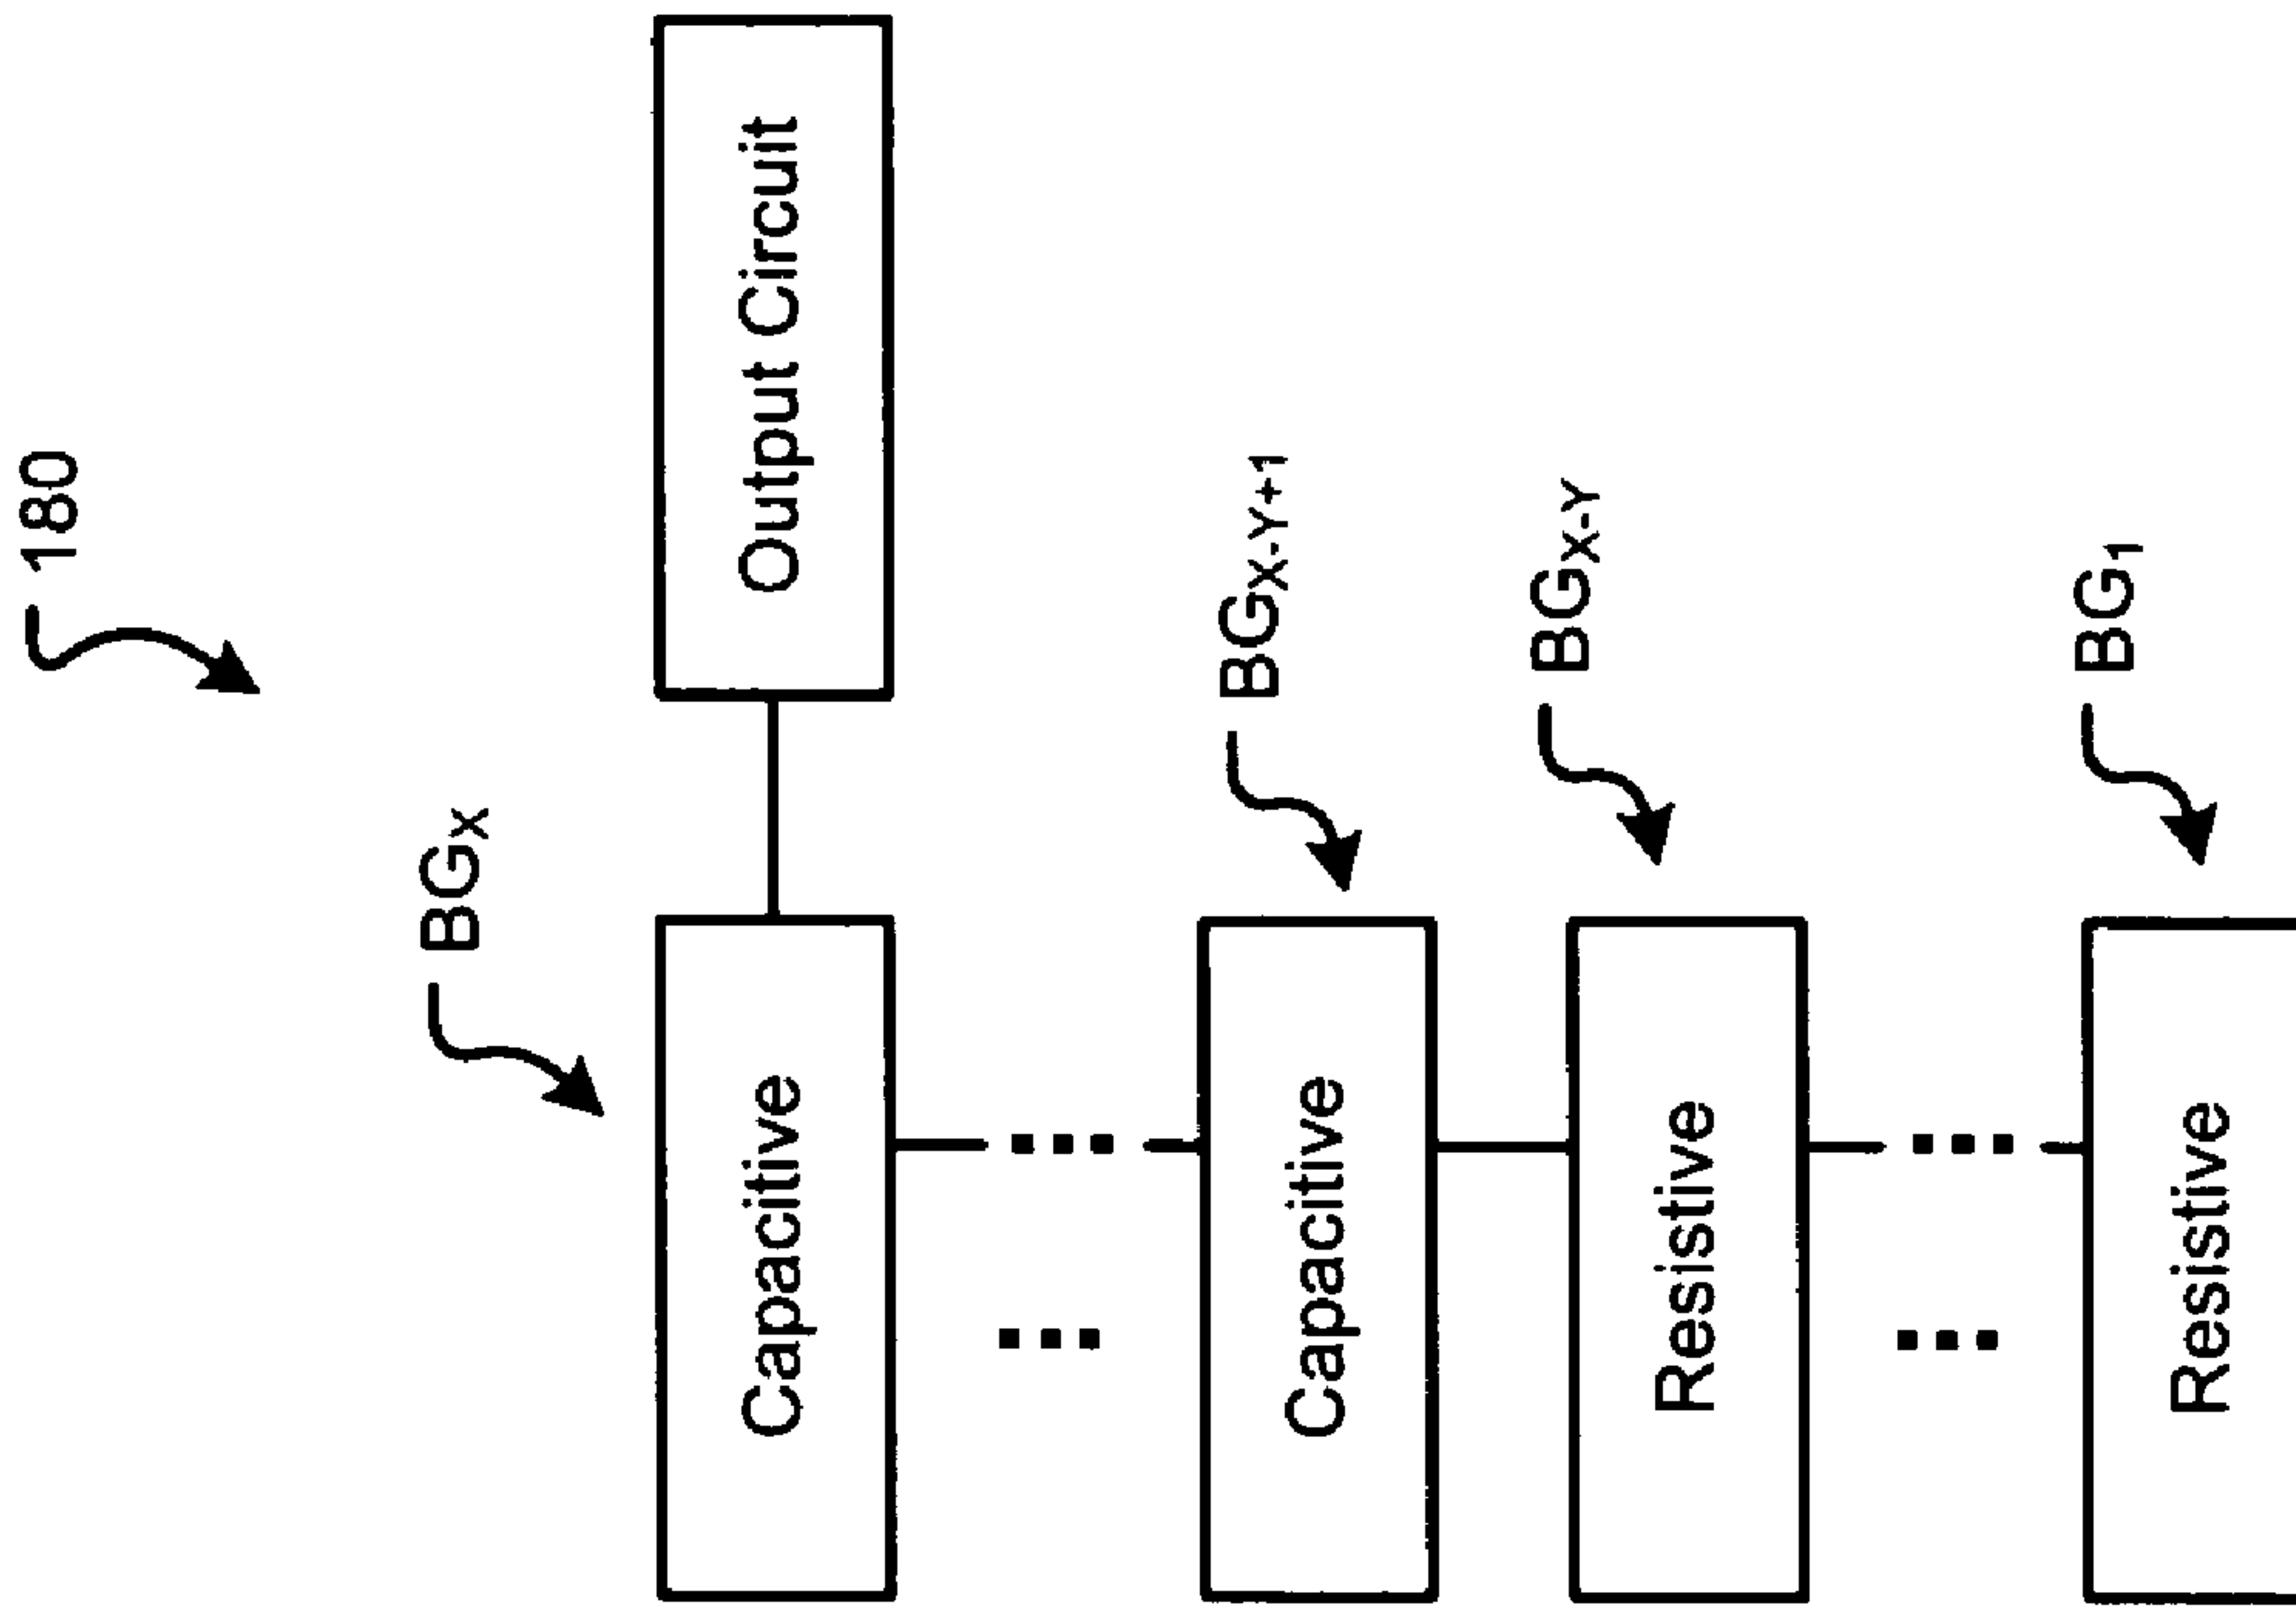 180
BGX
Capacitive
Output Circuit
BGX-Y+1
Capacitive
BGX-Y
Resistive
BG1
Resistive